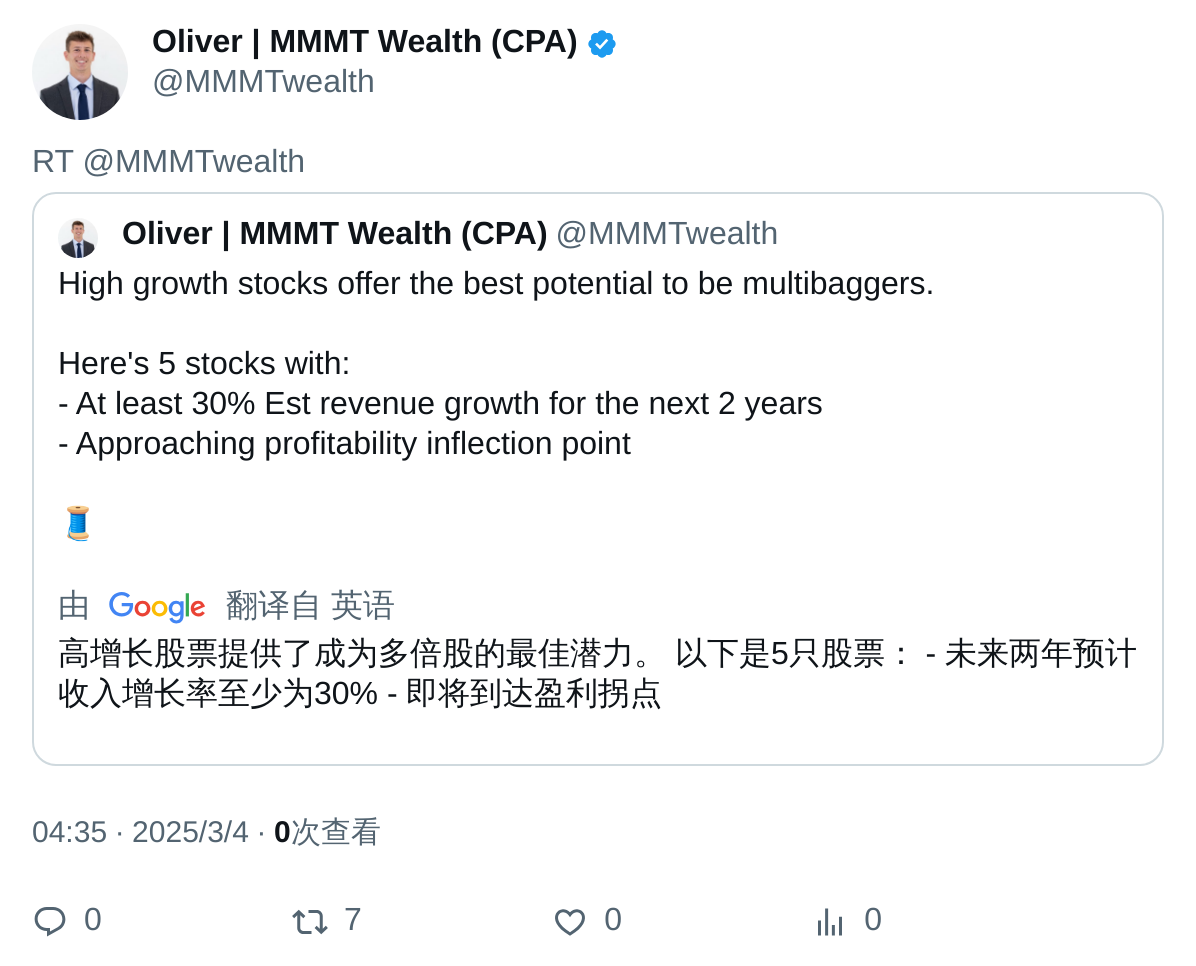 Oliver | MMMT Wealth (CPA)
@MMMTwealth
RT @MMMTwealth
Oliver | MMMT Wealth (CPA) @MMMTwealth
High growth stocks offer the best potential to be multibaggers.
Here's 5 stocks with:
- At least 30% Est revenue growth for the next 2 years
- Approaching profitability inflection point
由 Google 翻译自 英语
高增长股票提供了成为多倍股的最佳潜力。 以下是5只股票： - 未来两年预计
收入增长率至少为30% - 即将到达盈利拐点
04:35 · 2025/3/4 · 0次查看
0 7 0 0